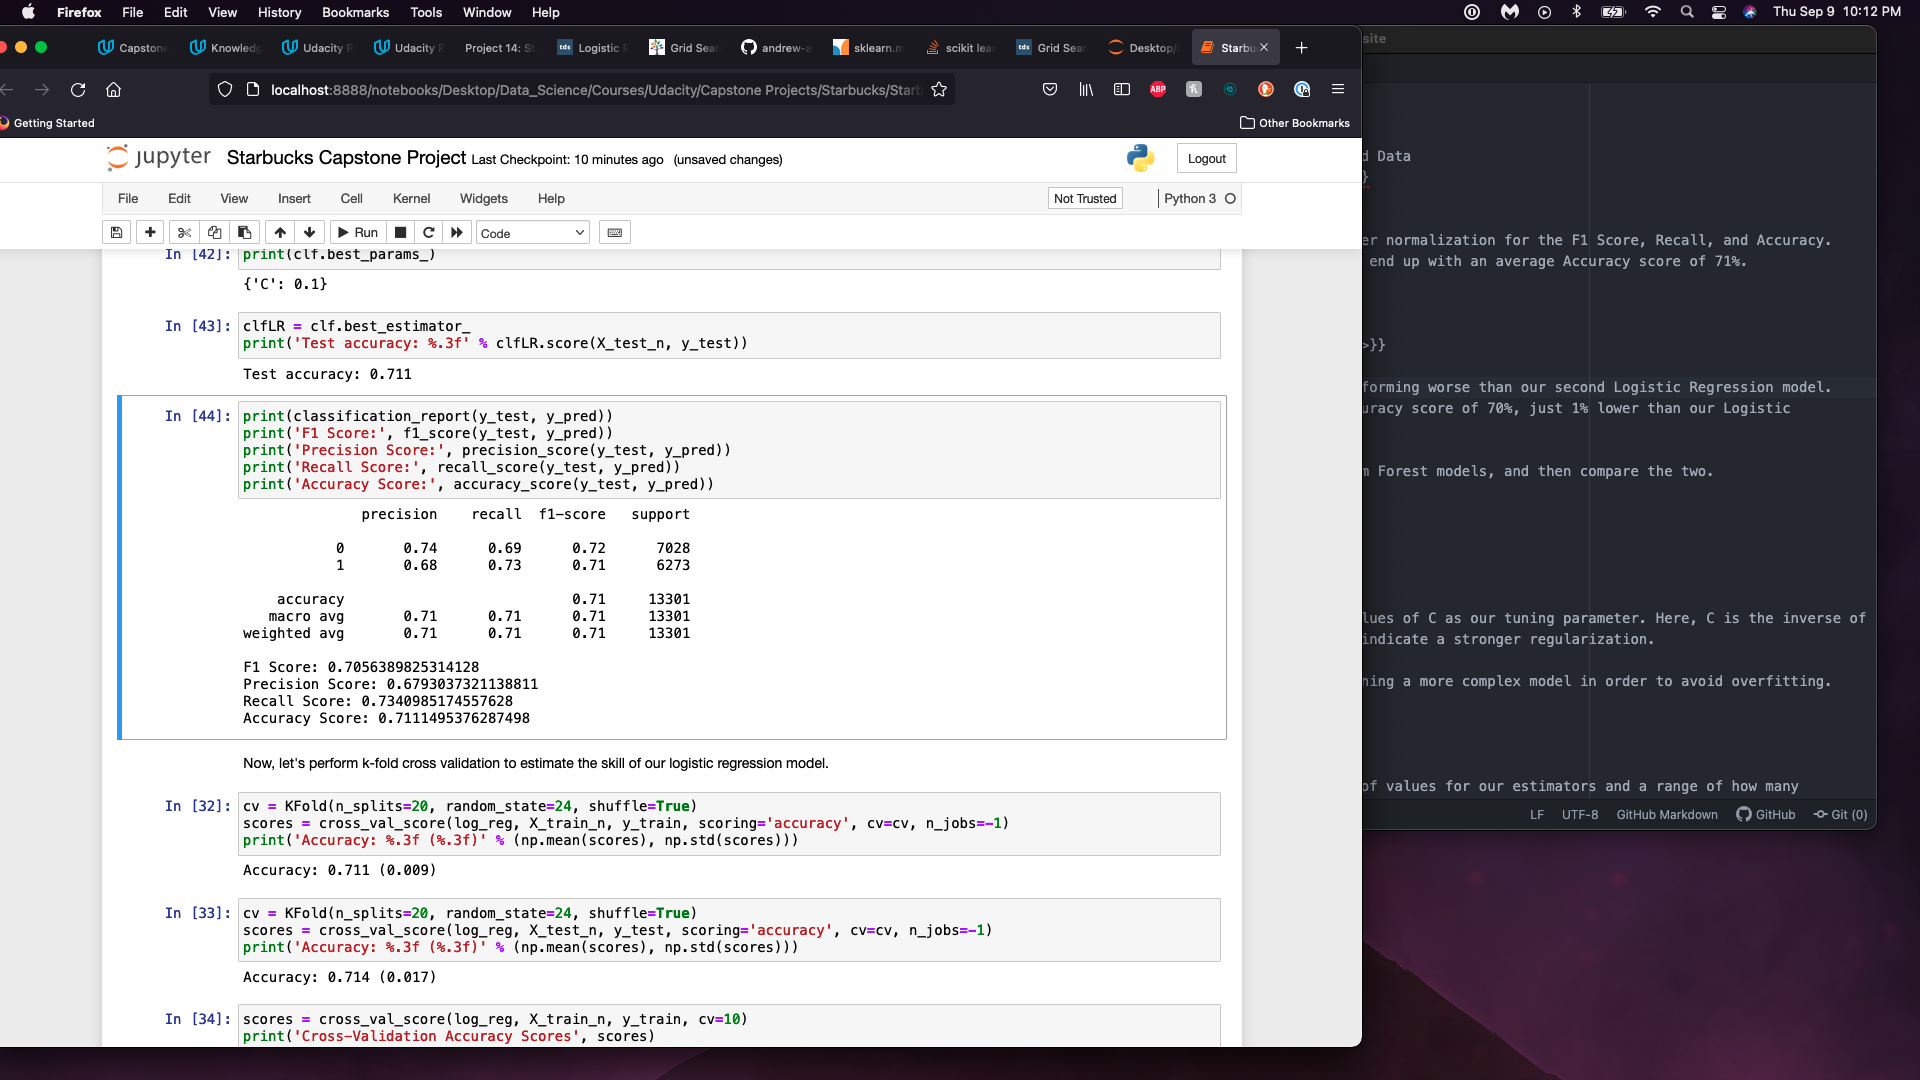 Firefox File Edit View History Bookmarks Tools Window Help Thu Sep 9 10:12 PM
Udacity R Udacity R Project 14: S Logistic R Grid Sear andrew-a sklearn.m scikit lear Grid Sear Desktop/ Starbu
site
localhost:8888/notebooks/Desktop/Data_Science/Courses/Udacity/Capstone Projects/Starbucks/Starb
ABP
Getting Started Other Bookmarks
jupyter Starbucks Capstone Project Last Checkpoint: 10 minutes ago (unsaved changes) Logout
File Edit View Insert Cell Kernel Widgets Help Not Trusted Python 3
Run Code
In [42]: print(clf.best_params_)
{'C': 0.1}
In [43]: clfLR = clf.best_estimator_
print('Test accuracy: %.3f' % clfLR.score(X_test_n, y_test))
Test accuracy: 0.711
In [44]: print(classification_report(y_test, y_pred))
print('F1 Score:', f1_score(y_test, y_pred))
print('Precision Score:', precision_score(y_test, y_pred))
print('Recall Score:', recall_score(y_test, y_pred))
print('Accuracy Score:', accuracy_score(y_test, y_pred))
precision recall f1-score support
0 0.74 0.69 0.72 7028
1 0.68 0.73 0.71 6273
accuracy 0.71 13301
macro avg 0.71 0.71 0.71 13301
weighted avg 0.71 0.71 0.71 13301
F1 Score: 0.7056389825314128
Precision Score: 0.6793037321138811
Recall Score: 0.7340985174557628
Accuracy Score: 0.7111495376287498
Now, let's perform k-fold cross validation to estimate the skill of our logistic regression model.
In [32]: cv = KFold(n_splits=20, random_state=24, shuffle=True)
scores = cross_val_score(log_reg, X_train_n, y_train, scoring='accuracy', cv=cv, n_jobs=-1)
print('Accuracy: %.3f (%.3f)' % (np.mean(scores), np.std(scores)))
Accuracy: 0.711 (0.009)
In [33]: cv = KFold(n_splits=20, random_state=24, shuffle=True)
scores = cross_val_score(log_reg, X_test_n, y_test, scoring='accuracy', cv=cv, n_jobs=-1)
print('Accuracy: %.3f (%.3f)' % (np.mean(scores), np.std(scores)))
Accuracy: 0.714 (0.017)
In [34]: scores = cross_val_score(log_reg, X_train_n, y_train, cv=10)
print('Cross-Validation Accuracy Scores', scores)
d Data
}
er normalization for the F1 Score, Recall, and Accuracy.
end up with an average Accuracy score of 71%.
>}}
forming worse than our second Logistic Regression model.
uracy score of 70%, just 1% lower than our Logistic
m Forest models, and then compare the two.
lues of C as our tuning parameter. Here, C is the inverse of
indicate a stronger regularization.
ning a more complex model in order to avoid overfitting.
of values for our estimators and a range of how many
LF UTF-8 GitHub Markdown GitHub Git (0)